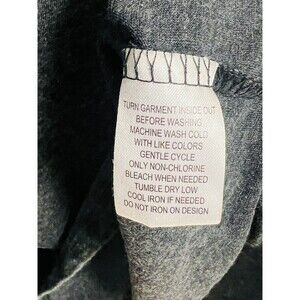 TURN GARMENT INSIDE OUT
BEFORE WASHING
MACHINE WASH COLD
WITH LIKE COLORS
GENTLE CYCLE
ONLY NON-CHLORINE
BLEACH WHEN NEEDED
TUMBLE DRY LOW
COOL IRON IF NEEDED
DO NOT IRON ON DESIGN